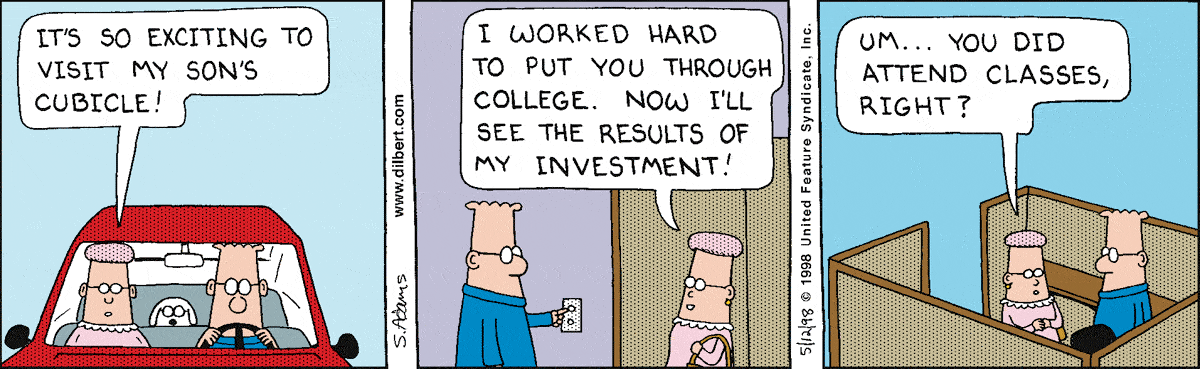 IT'S SO EXCITING TO
VISIT MY SON'S
CUBICLE!
S.Adams
www.dilbert.com
I WORKED HARD
TO PUT YOU THROUGH
COLLEGE. NOW I'LL
SEE THE RESULTS OF
MY INVESTMENT!
5/12/98 © 1998 United Feature Syndicate, Inc.
UM... YOU DID
ATTEND CLASSES,
RIGHT?